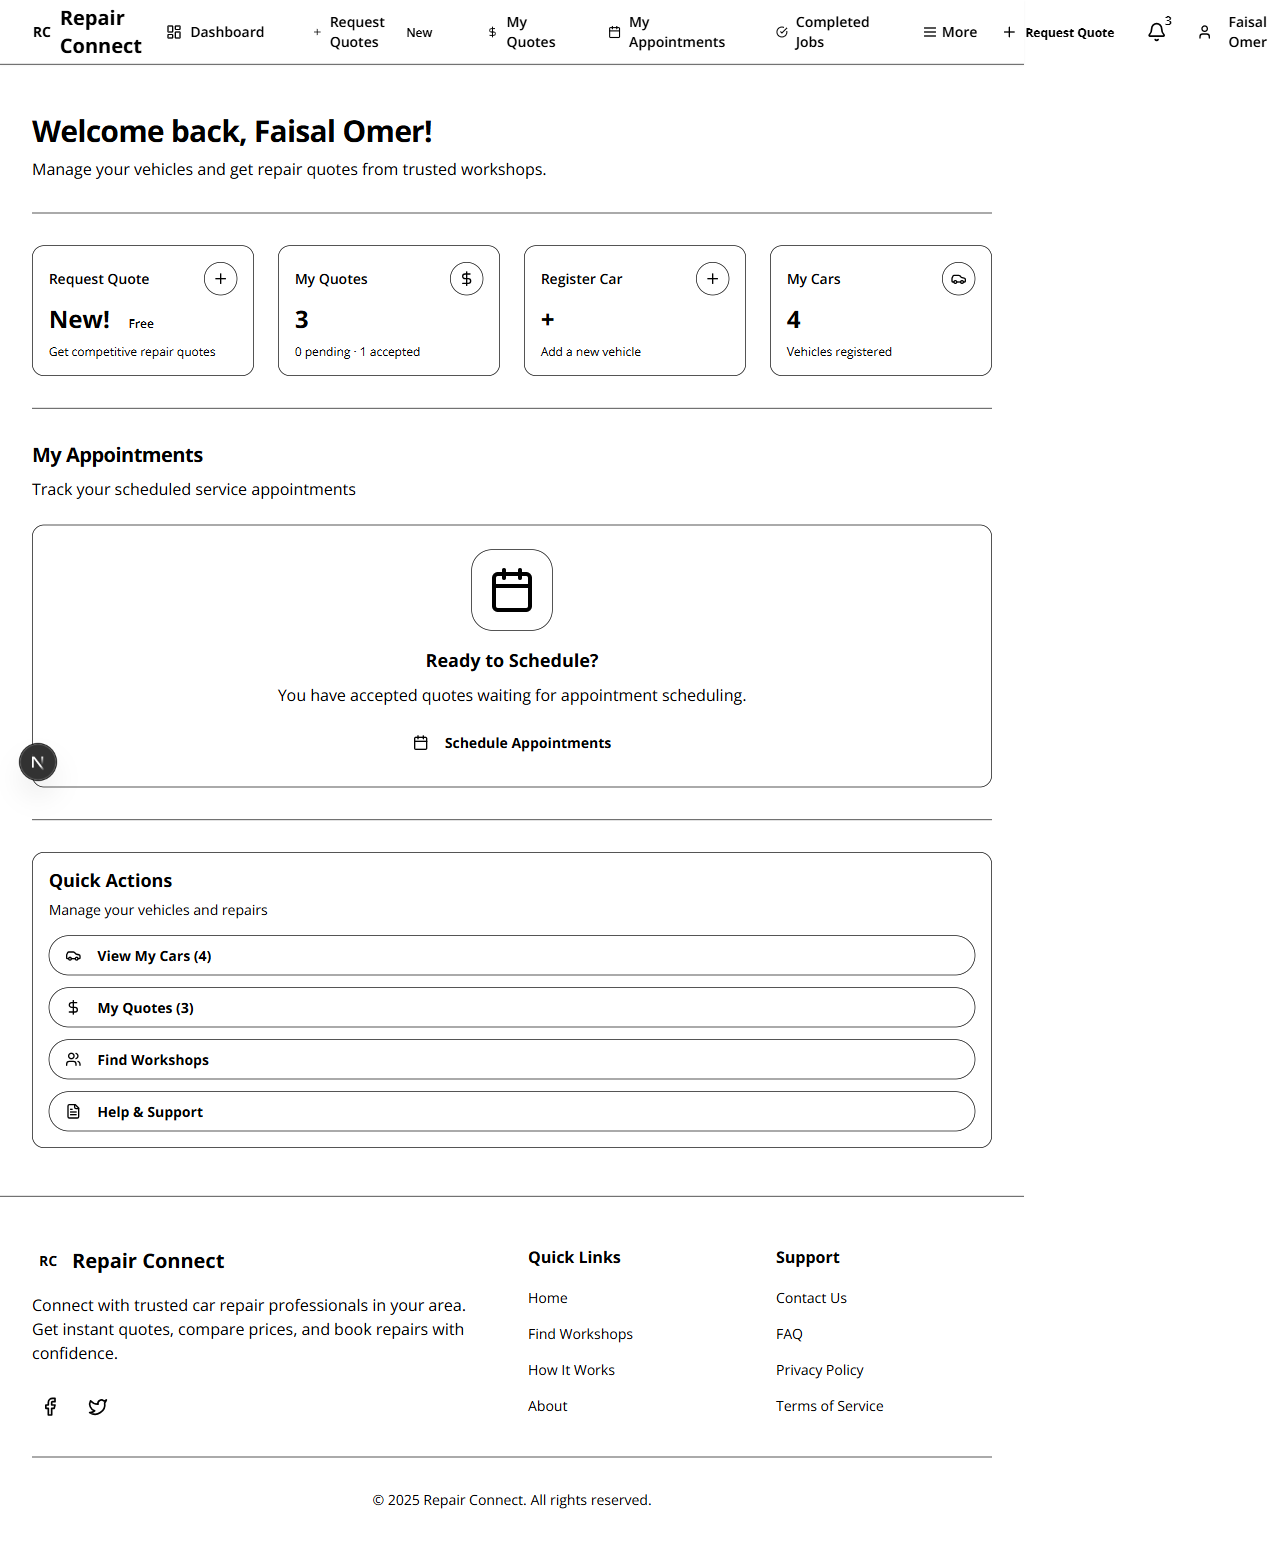 RC
Repair
Connect
Dashboard
Request
Quotes
New
My
Quotes
My
Appointments
Completed
Jobs
More
Request Quote
3
Faisal
Omer
Welcome back, Faisal Omer!
Manage your vehicles and get repair quotes from trusted workshops.
Request Quote
New! Free
Get competitive repair quotes
My Quotes
$
3
0 pending · 1 accepted
Register Car
+
Add a new vehicle
My Cars
4
Vehicles registered
My Appointments
Track your scheduled service appointments
Ready to Schedule?
You have accepted quotes waiting for appointment scheduling.
Schedule Appointments
N
Quick Actions
Manage your vehicles and repairs
View My Cars (4)
$ My Quotes (3)
Find Workshops
Help & Support
RC Repair Connect
Connect with trusted car repair professionals in your area.
Get instant quotes, compare prices, and book repairs with
confidence.
Quick Links
Home
Find Workshops
How It Works
About
Support
Contact Us
FAQ
Privacy Policy
Terms of Service
© 2025 Repair Connect. All rights reserved.